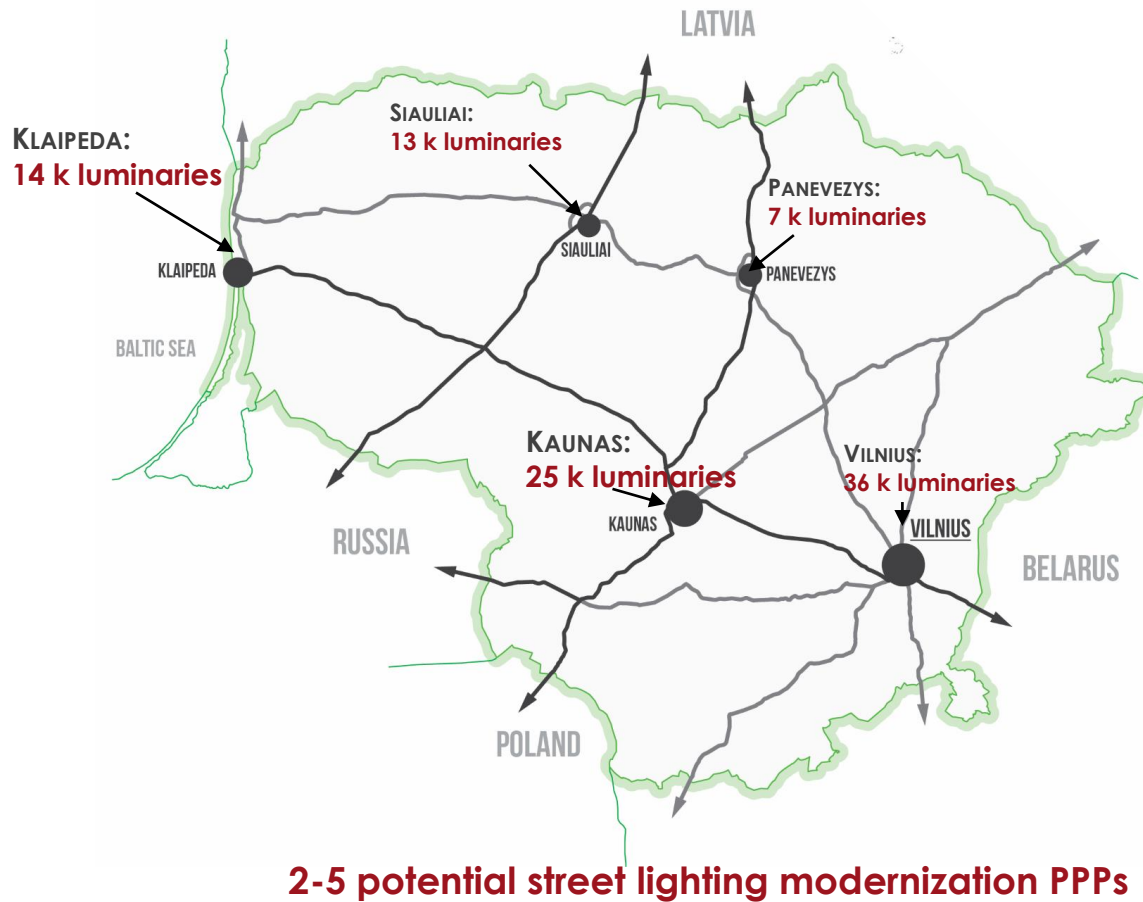 LATVIA
KLAIPEDA:
14 k luminaries
SIAULIAI:
13 k luminaries
PANEVEZYS:
7 k luminaries
SIAULIAI
KLAIPEDA
PANEVEZYS
BALTIC SEA
KAUNAS:
25 k luminaries
VILNIUS:
36 k luminaries
KAUNAS
VILNIUS
RUSSIA
BELARUS
POLAND
2-5 potential street lighting modernization PPPs